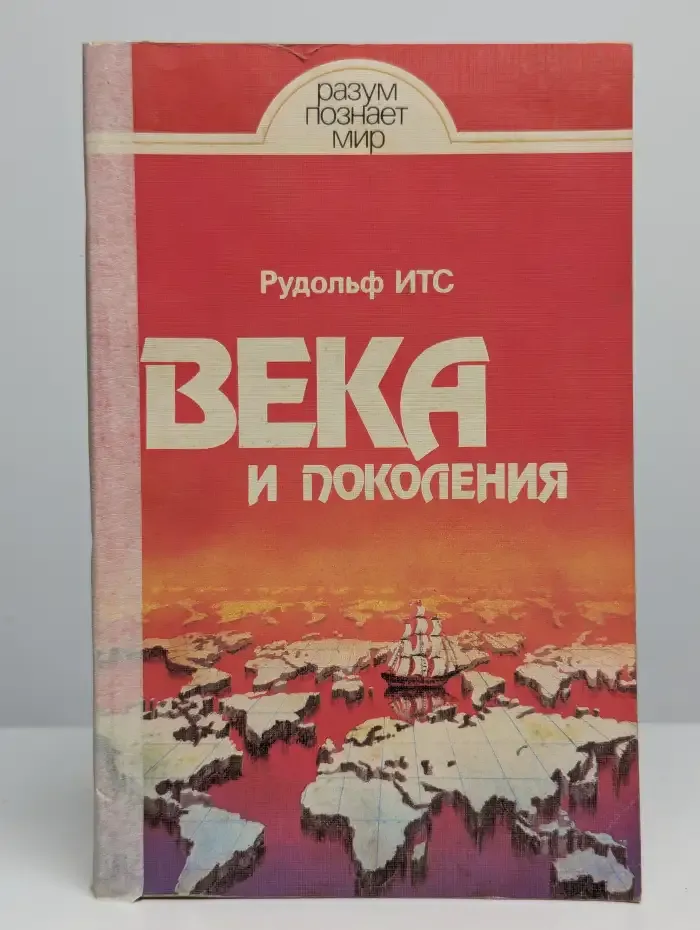 разум
познает
мир
Рудольф ИТС
ВЕКА
и поколения